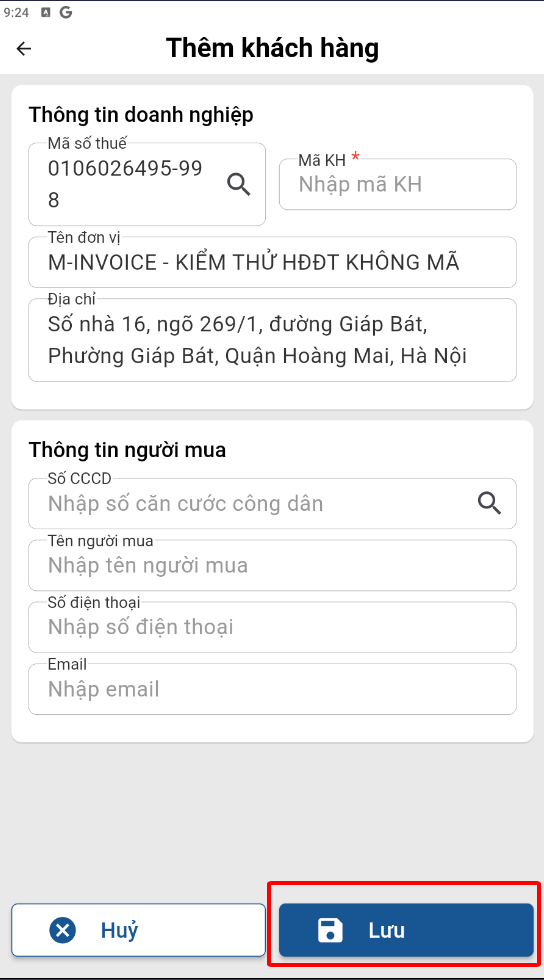 9:24
Thêm khách hàng
Thông tin doanh nghiệp
Mã số thuế
0106026495-99
8
Mã KH *
Nhập mã KH
Tên đơn vị
M-INVOICE - KIỂM THỬ HĐĐT KHÔNG MÃ
Địa chỉ
Số nhà 16, ngõ 269/1, đường Giáp Bát,
Phường Giáp Bát, Quận Hoàng Mai, Hà Nội
Thông tin người mua
Số CCCD
Nhập số căn cước công dân
Tên người mua
Nhập tên người mua
Số điện thoại
Nhập số điện thoại
Email
Nhập email
Huỷ
Lưu